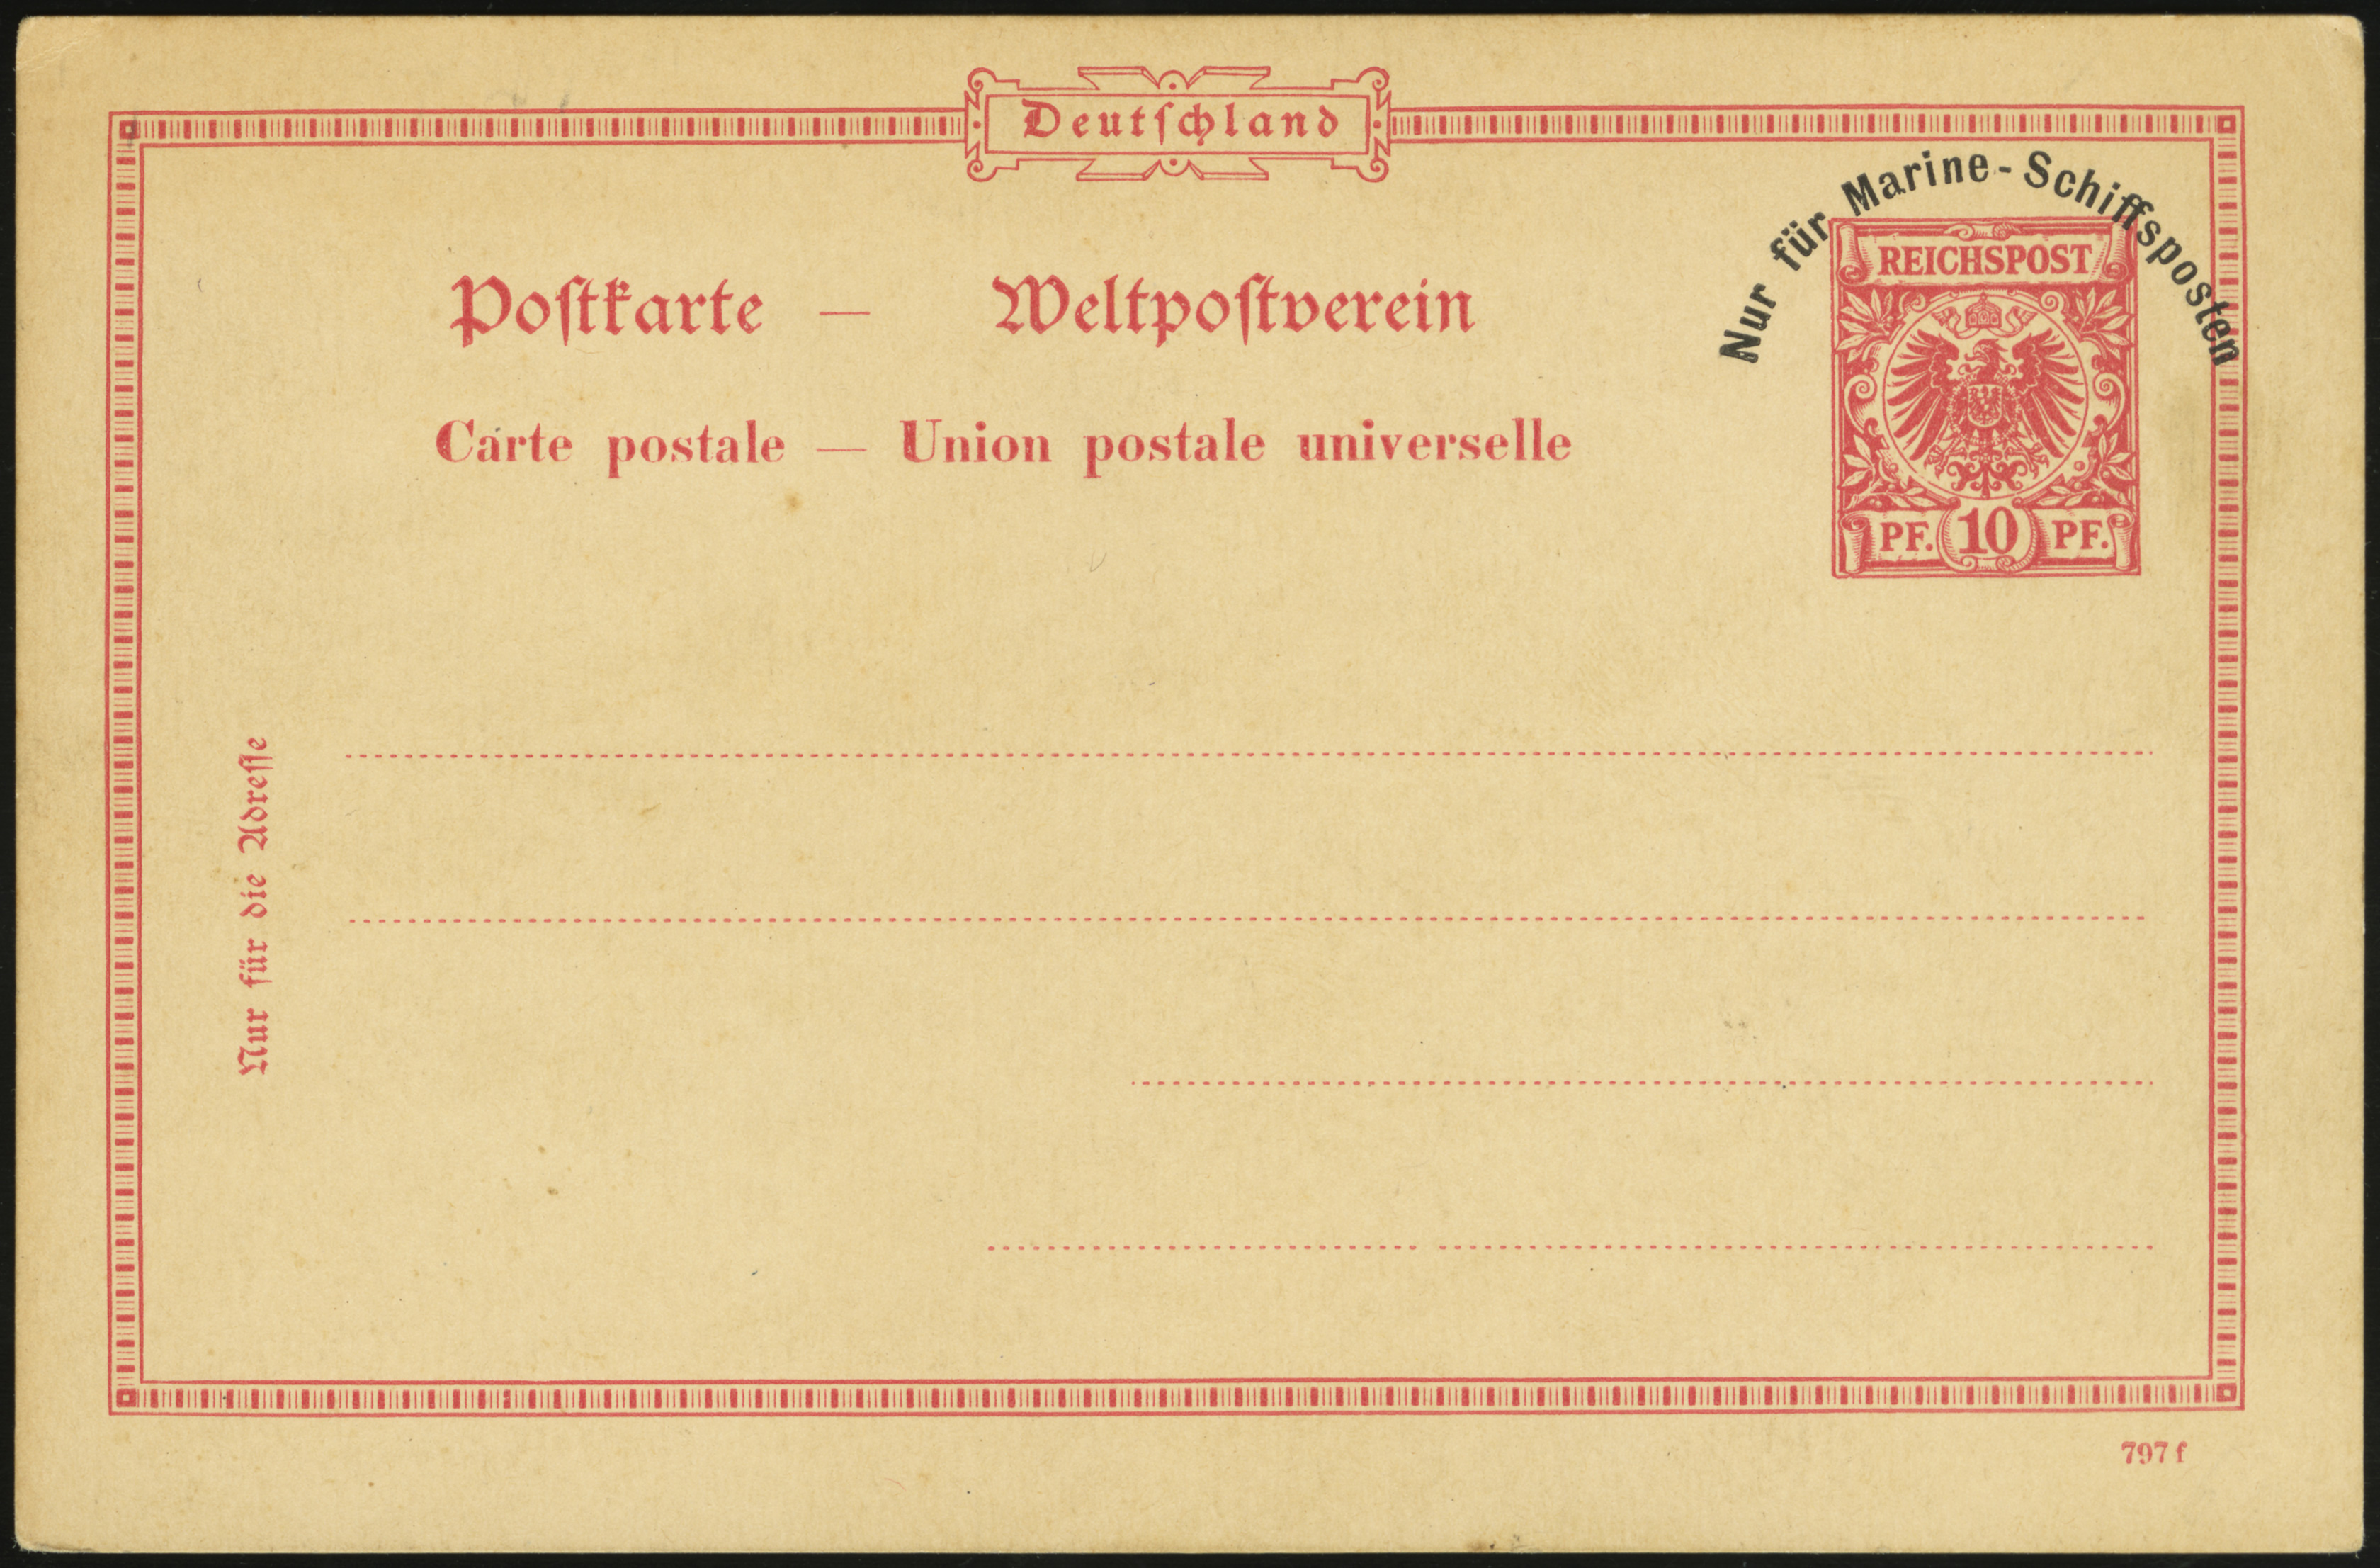 Deutſchland
Nur für Marine-Schiffsposten
REICHSPOST
Poſtkarte — Weltpoſtverein
Carte postale — Union postale universelle
PF. 10 PF.
Nur für die Adreſſe
797 f